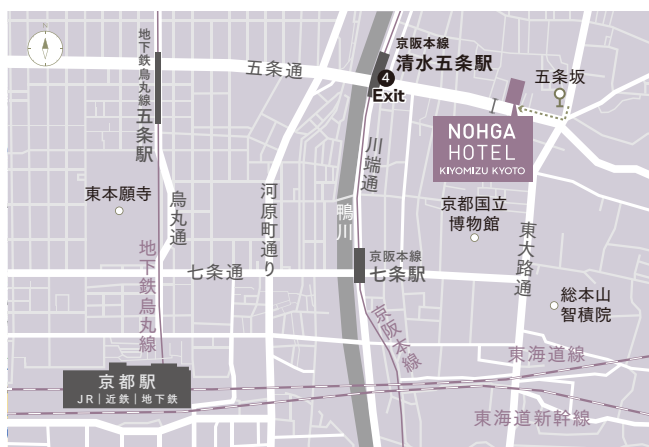 N
地下鉄烏丸線
五条駅
五条通
京阪本線
清水五条駅
4
Exit
五条坂
NOHGA
HOTEL
KIYOMIZU KYOTO
東本願寺
烏丸通
河原町通り
鴨川
川端通
京都国立
博物館
東大路通
地下鉄烏丸線
七条通
京阪本線
七条駅
京阪本線
総本山
智積院
京都駅
JR|近鉄|地下鉄
東海道線
東海道新幹線